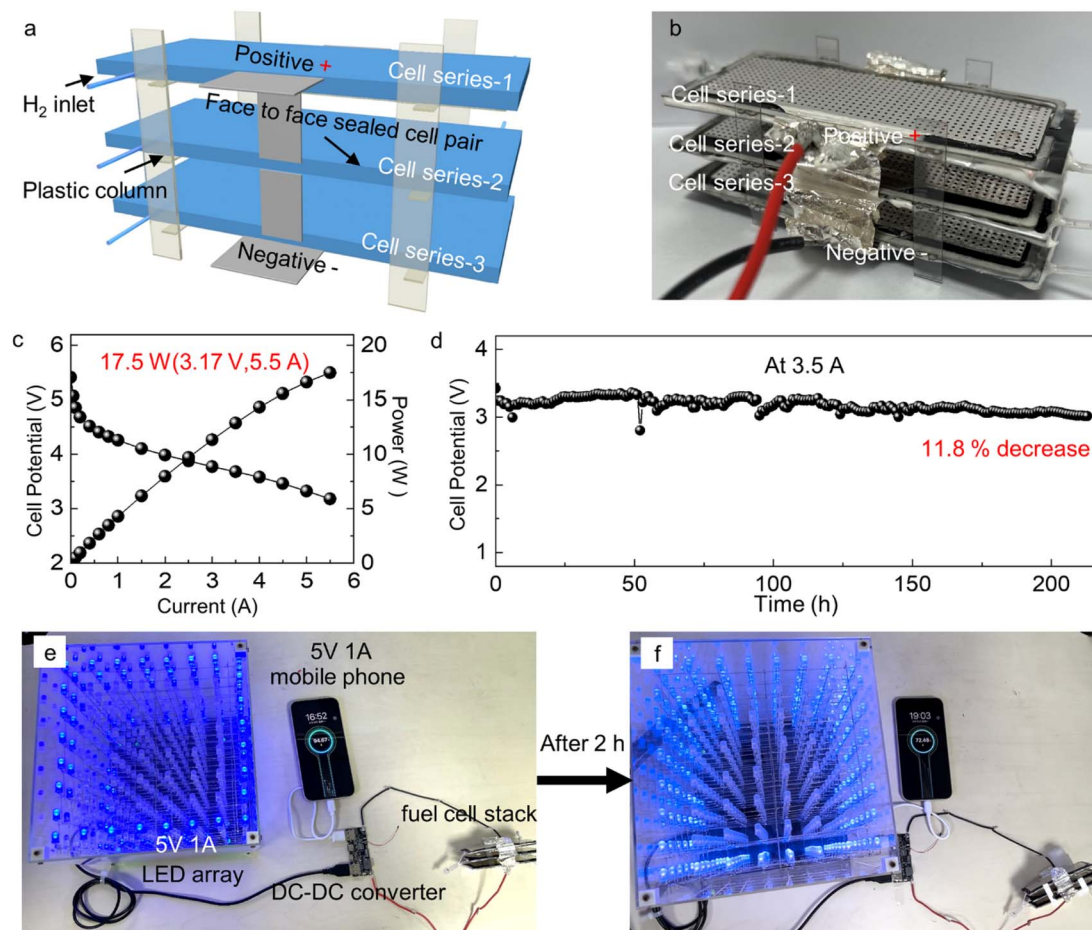 a
Positive +
Cell series-1
H₂ inlet
Face to face sealed cell pair
Cell series-2
Plastic column
Cell series-3
Negative -
b
Cell series-1
Positive +
Cell series-2
Cell series-3
Negative -
c
17.5 W(3.17 V,5.5 A)
Cell Potential (V)
6
5
4
3
2
Power (W )
20
15
10
5
0
0 1 2 3 4 5 6
Current (A)
d
At 3.5 A
11.8 % decrease
Cell Potential (V)
4
3
2
1
0 50 100 150 200
Time (h)
e
5V 1A
mobile phone
16:52
fuel cell stack
5V 1A
LED array
DC-DC converter
After 2 h
f
19:03